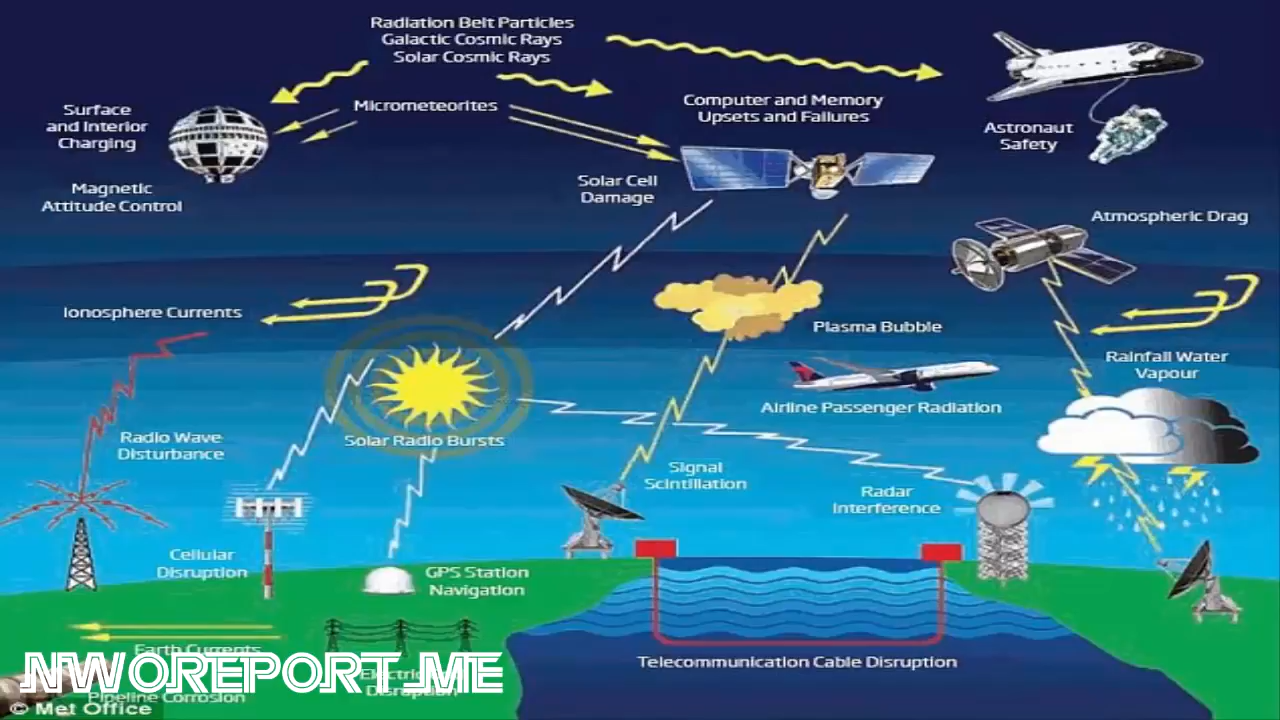 Radiation Belt Particles
Galactic Cosmic Rays
Solar Cosmic Rays
Micrometeorites
Surface
and Interior
Charging
Magnetic
Attitude Control
Computer and Memory
Upsets and Failures
Astronaut
Safety
Solar Cell
Damage
Atmospheric Drag
Ionosphere Currents
Plasma Bubble
Rainfall Water
Vapour
Airline Passenger Radiation
Radio Wave
Disturbance
Solar Radio Bursts
Signal
Scintillation
Radar
Interference
Cellular
Disruption
GPS Station
Navigation
Earth Currents
Telecommunication Cable Disruption
Disruption
NWOREPORT.ME
Pipeline Corrosion
© Met Office